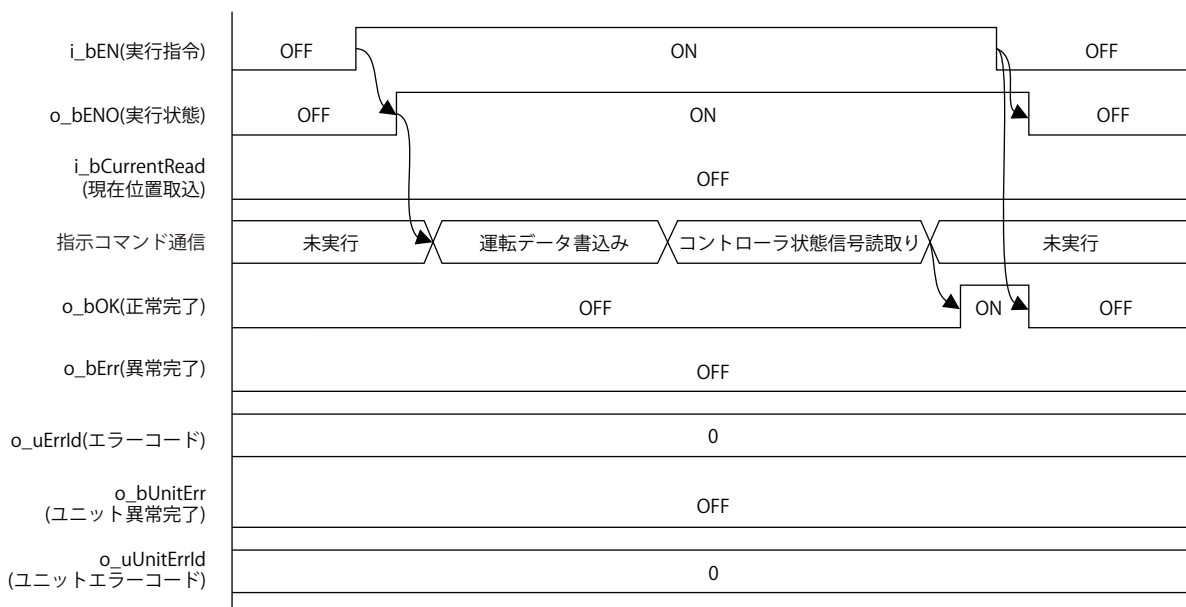 i_bEN(実行指令)
OFF
ON
OFF
o_bENO(実行状態)
OFF
ON
OFF
i_bCurrentRead
(現在位置取込)
OFF
指示コマンド通信
未実行
運転データ書込み
コントローラ状態信号読取り
未実行
o_bOK(正常完了)
OFF
ON
OFF
o_bErr(異常完了)
OFF
o_uErrId(エラーコード)
0
o_bUnitErr
(ユニット異常完了)
OFF
o_uUnitErrId
(ユニットエラーコード)
0